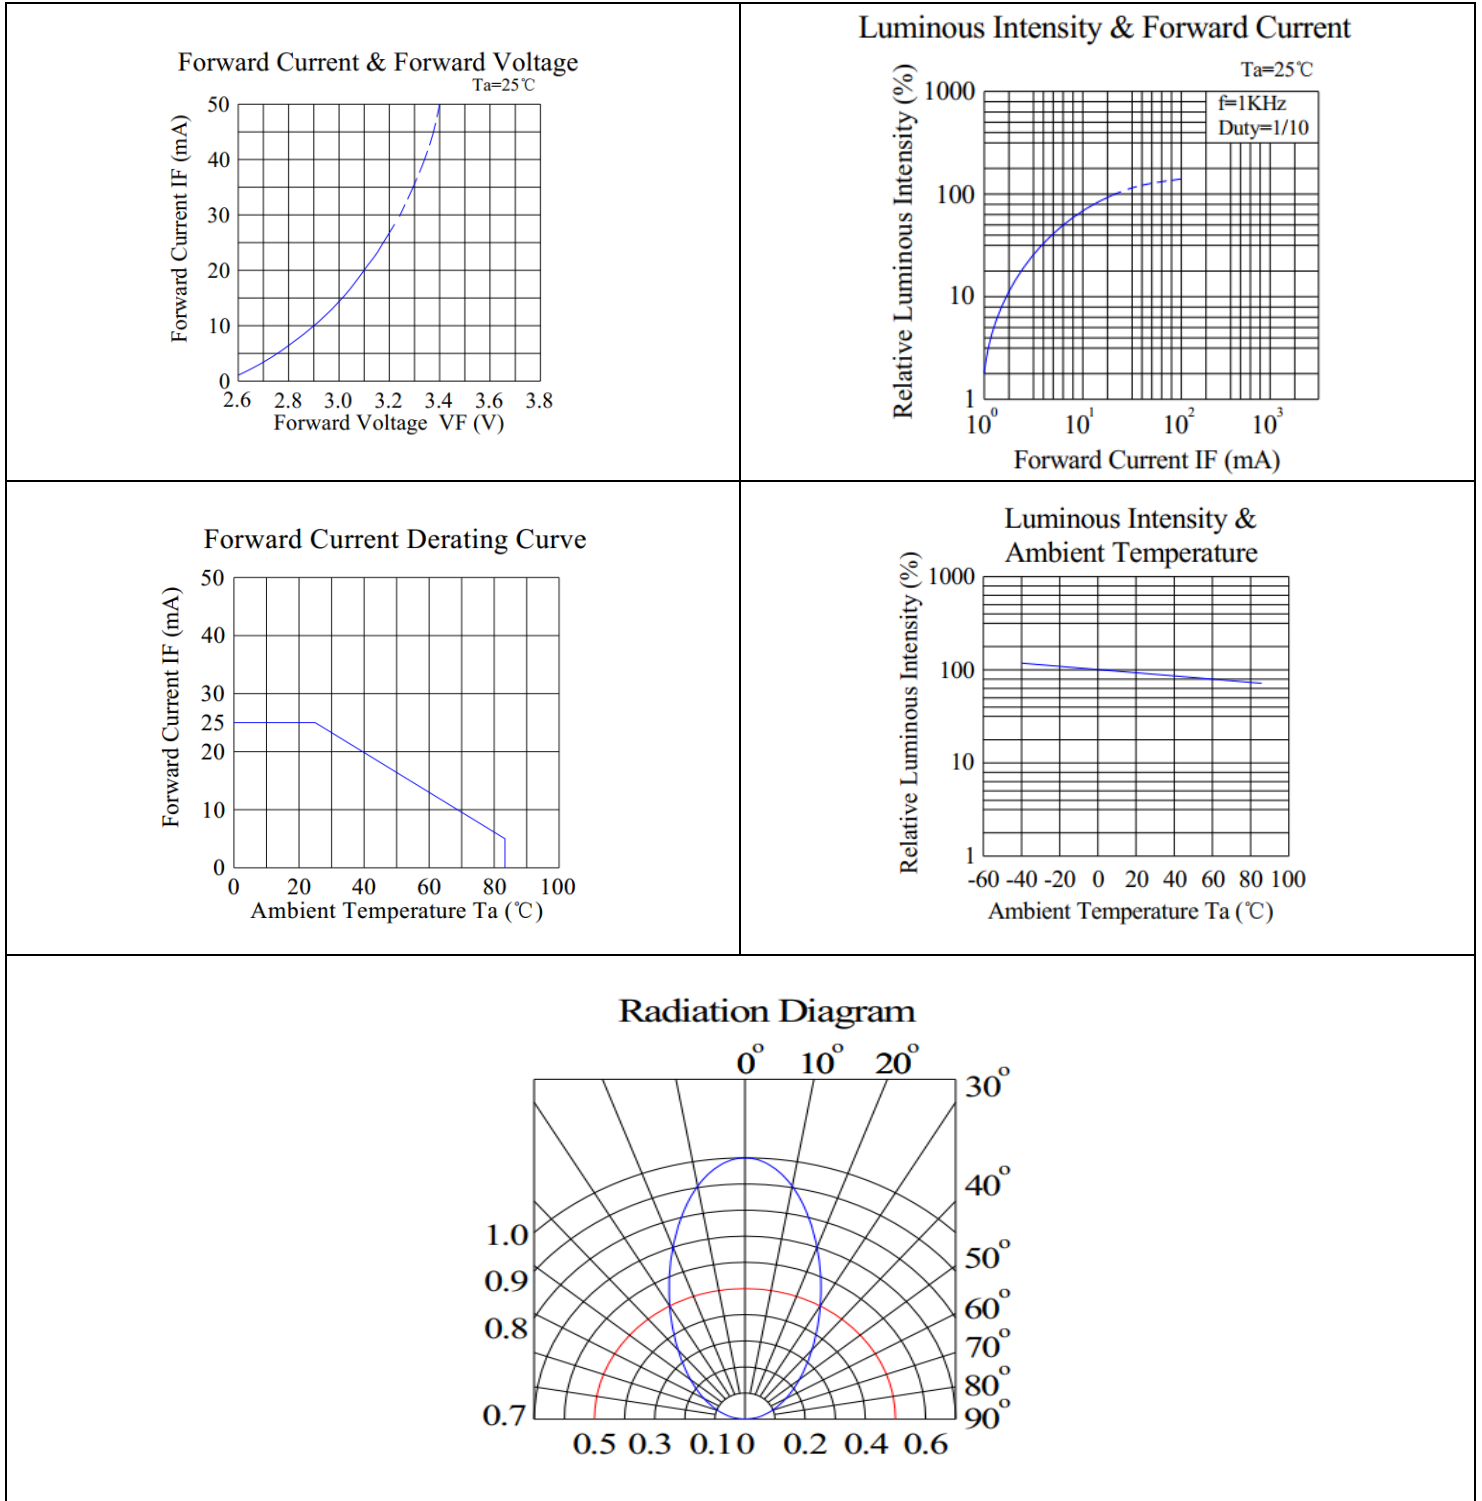 Forward Current & Forward Voltage
Ta=25℃
Forward Current IF (mA)
50
40
30
20
10
0
2.6 2.8 3.0 3.2 3.4 3.6 3.8
Forward Voltage VF (V)
Luminous Intensity & Forward Current
Ta=25℃
f=1KHz
Duty=1/10
Relative Luminous Intensity (%)
1000
100
10
1
10⁰ 10¹ 10² 10³
Forward Current IF (mA)
Forward Current Derating Curve
Forward Current IF (mA)
50
40
30
25
20
10
0
0 20 40 60 80 100
Ambient Temperature Ta (℃)
Luminous Intensity &
Ambient Temperature
Relative Luminous Intensity (%)
1000
100
10
1
-60 -40 -20 0 20 40 60 80 100
Ambient Temperature Ta (℃)
Radiation Diagram
0° 10° 20°
30°
40°
50°
60°
70°
80°
90°
1.0
0.9
0.8
0.7
0.5 0.3 0.1 0 0.2 0.4 0.6